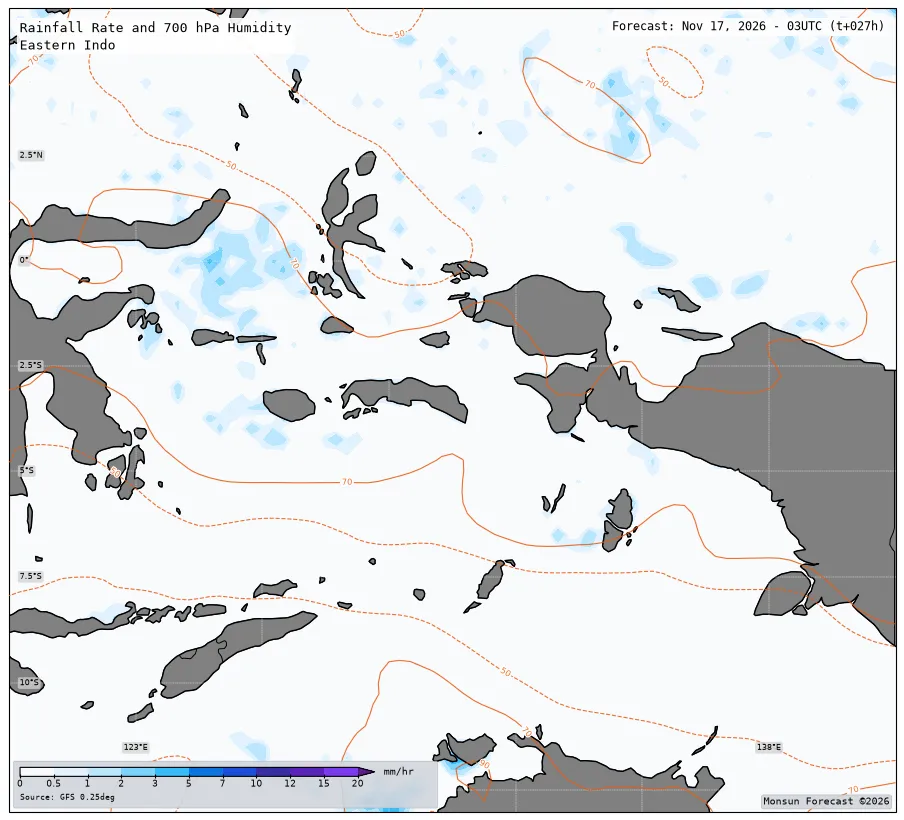 Rainfall Rate and 700 hPa Humidity
Eastern Indo
Forecast: Nov 17, 2026 - 03UTC (t+027h)
50
70
70
50
2.5°N
50
0°
70
2.5°S
5°S
50
70
7.5°S
50
10°S
70
123°E
138°E
90
70
0 0.5 1 2 3 5 7 10 12 15 20 mm/hr
Source: GFS 0.25deg
Monsun Forecast ©2026